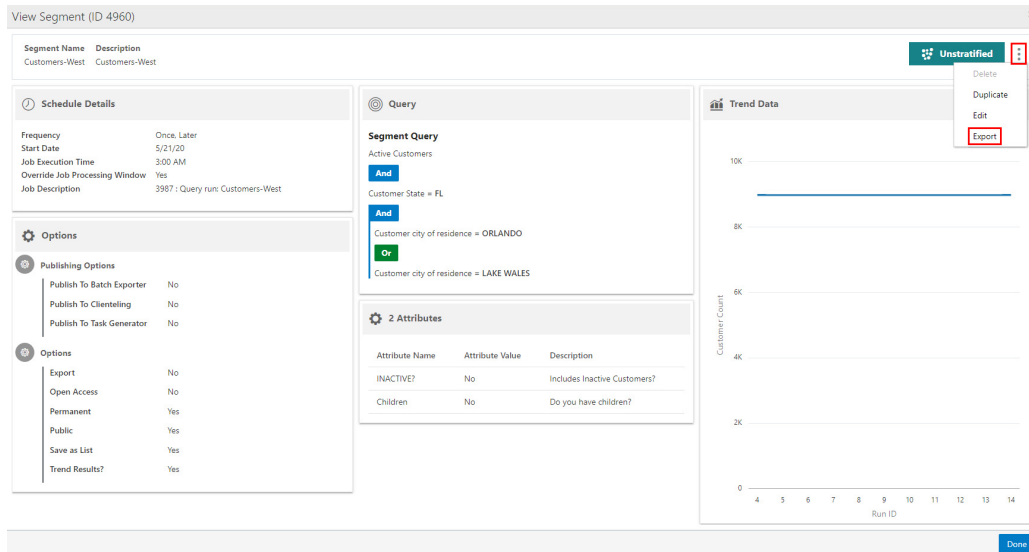 View Segment (ID 4960)
Segment Name Description
Customers-West Customers-West
Unstratified
Delete
Duplicate
Edit
Export
Schedule Details
Frequency Once, Later
Start Date 5/21/20
Job Execution Time 3:00 AM
Override Job Processing Window Yes
Job Description 3987 : Query run: Customers-West
Options
Publishing Options
Publish To Batch Exporter No
Publish To Clienteling No
Publish To Task Generator No
Options
Export No
Open Access No
Permanent Yes
Public Yes
Save as List Yes
Trend Results? Yes
Query
Segment Query
Active Customers
And
Customer State = FL
And
Customer city of residence = ORLANDO
Or
Customer city of residence = LAKE WALES
2 Attributes
Attribute Name Attribute Value Description
INACTIVE? No Includes Inactive Customers?
Children No Do you have children?
Trend Data
10K
8K
6K
4K
2K
0
Customer Count
4 5 6 7 8 9 10 11 12 13 14
Run ID
Done